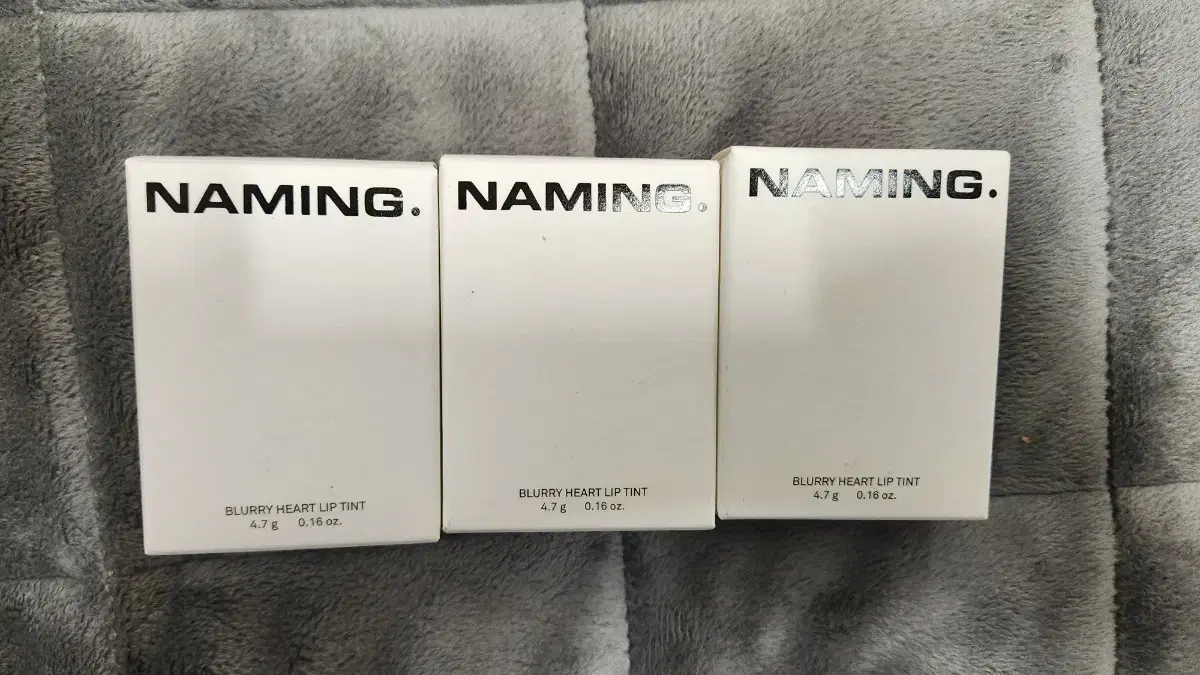 NAMING.
BLURRY HEART LIP TINT
4.7 g 0.16 oz.
NAMING.
BLURRY HEART LIP TINT
4.7 g 0.16 oz.
NAMING.
BLURRY HEART LIP TINT
4.7 g 0.16 oz.